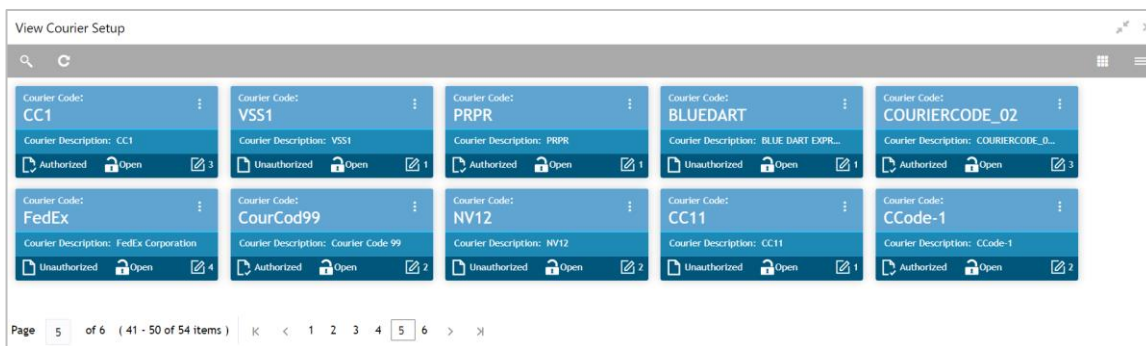 View Courier Setup
Courier Code: Courier Code: Courier Code: Courier Code: Courier Code:
CC1 VSS1 PRPR BLUEDART COURIERCODE_02
Courier Description: CC1 Courier Description: VSS1 Courier Description: PRPR Courier Description: BLUE DART EXPR... Courier Description: COURIERCODE_0...
Authorized Open 3 Unauthorized Open 1 Authorized Open 1 Unauthorized Open 1 Authorized Open 3
Courier Code: Courier Code: Courier Code: Courier Code: Courier Code:
FedEx CourCod99 NV12 CC11 CCode-1
Courier Description: FedEx Corporation Courier Description: Courier Code 99 Courier Description: NV12 Courier Description: CC11 Courier Description: CCode-1
Unauthorized Open 4 Authorized Open 2 Unauthorized Open 2 Unauthorized Open 1 Authorized Open 2
Page 5 of 6 ( 41 - 50 of 54 items ) 1 2 3 4 5 6